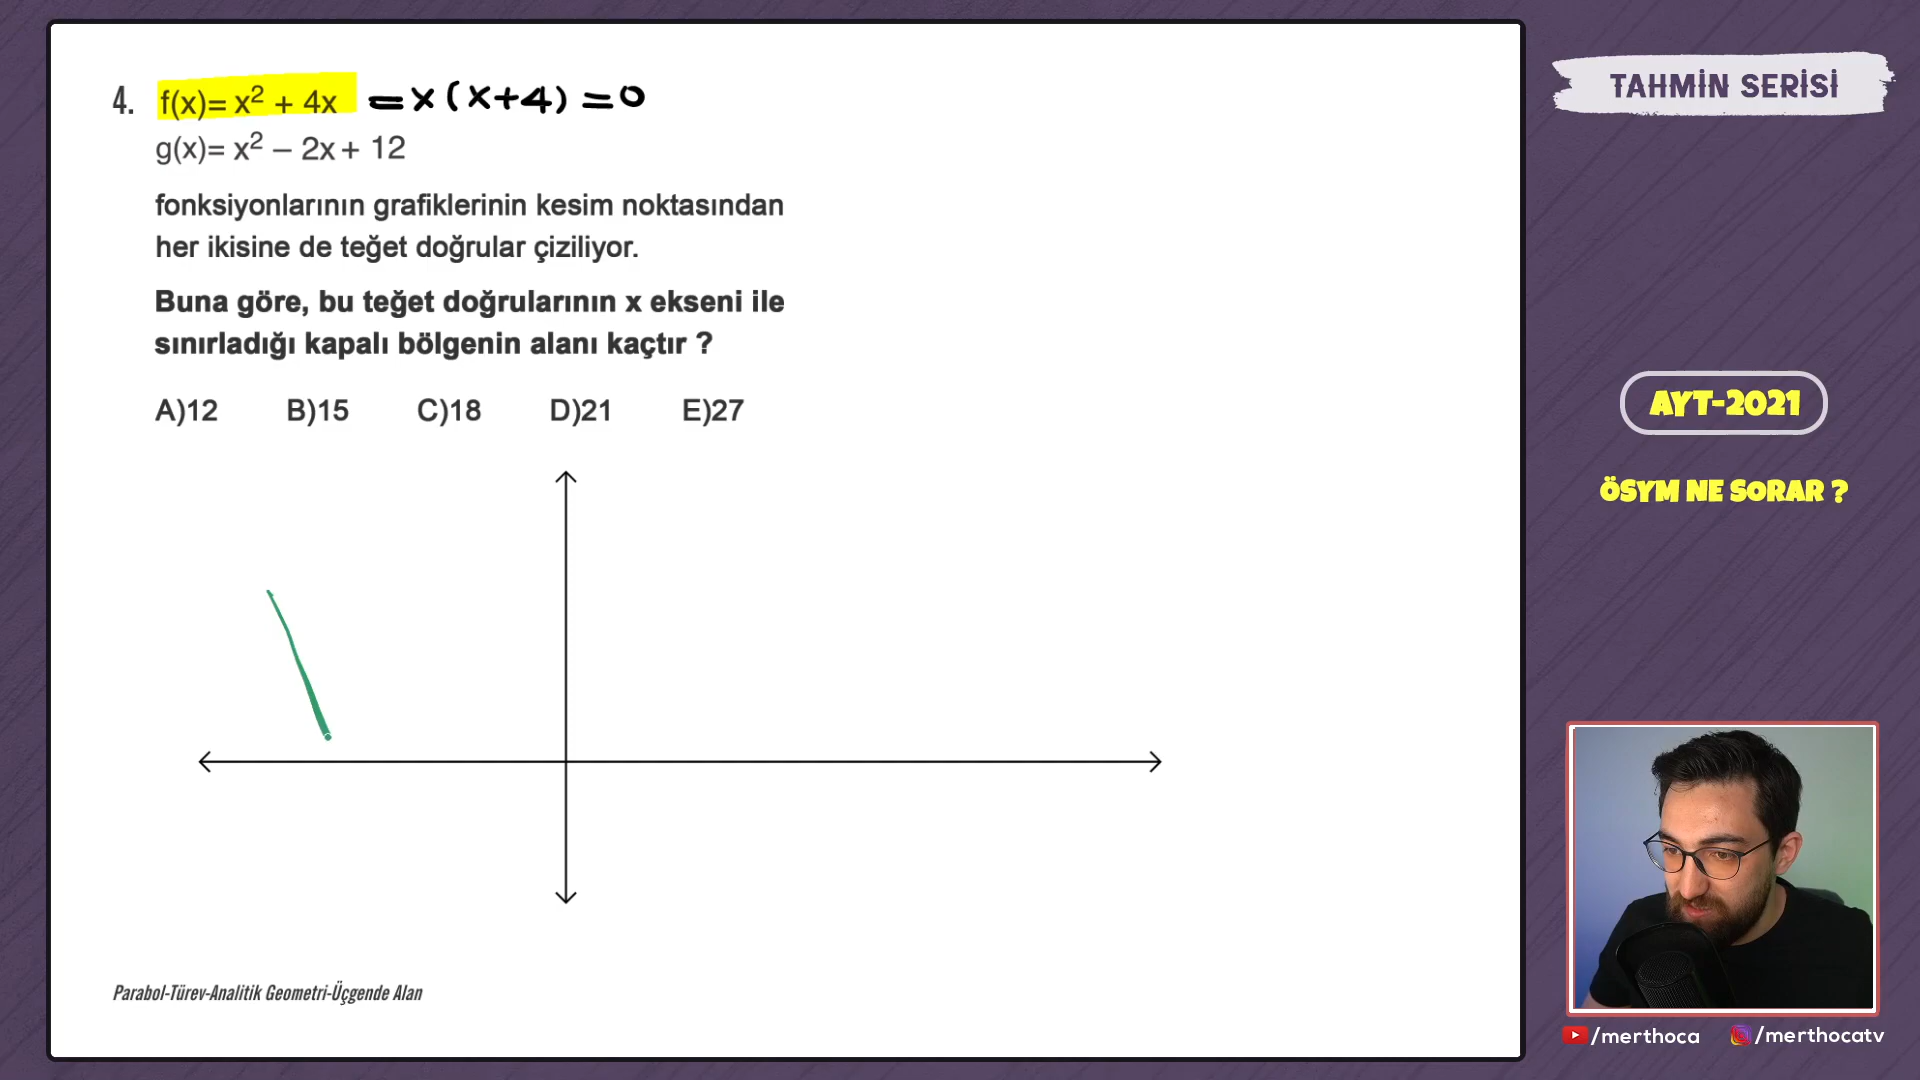 4. f(x)= x² + 4x = x (x+4) = 0
g(x)= x² – 2x + 12
fonksiyonlarının grafiklerinin kesim noktasından
her ikisine de teğet doğrular çiziliyor.
Buna göre, bu teğet doğrularının x ekseni ile
sınırladığı kapalı bölgenin alanı kaçtır ?
A)12 B)15 C)18 D)21 E)27
Parabol-Türev-Analitik Geometri-Üçgende Alan
TAHMİN SERİSİ
AYT-2021
ÖSYM NE SORAR ?
/merthoca /merthocatv